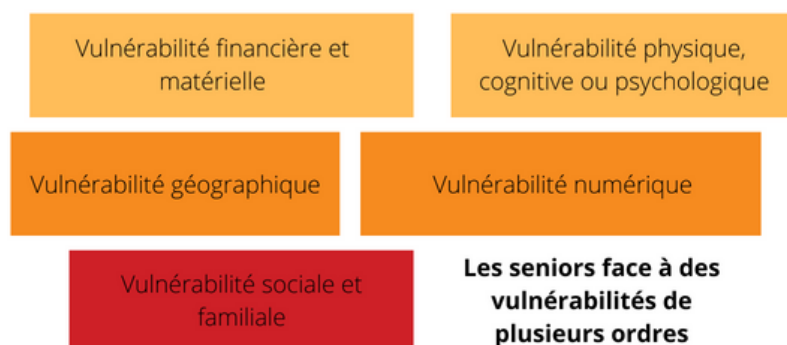 Vulnérabilité financière et
matérielle
Vulnérabilité physique,
cognitive ou psychologique
Vulnérabilité géographique
Vulnérabilité numérique
Vulnérabilité sociale et
familiale
Les seniors face à des
vulnérabilités de
plusieurs ordres